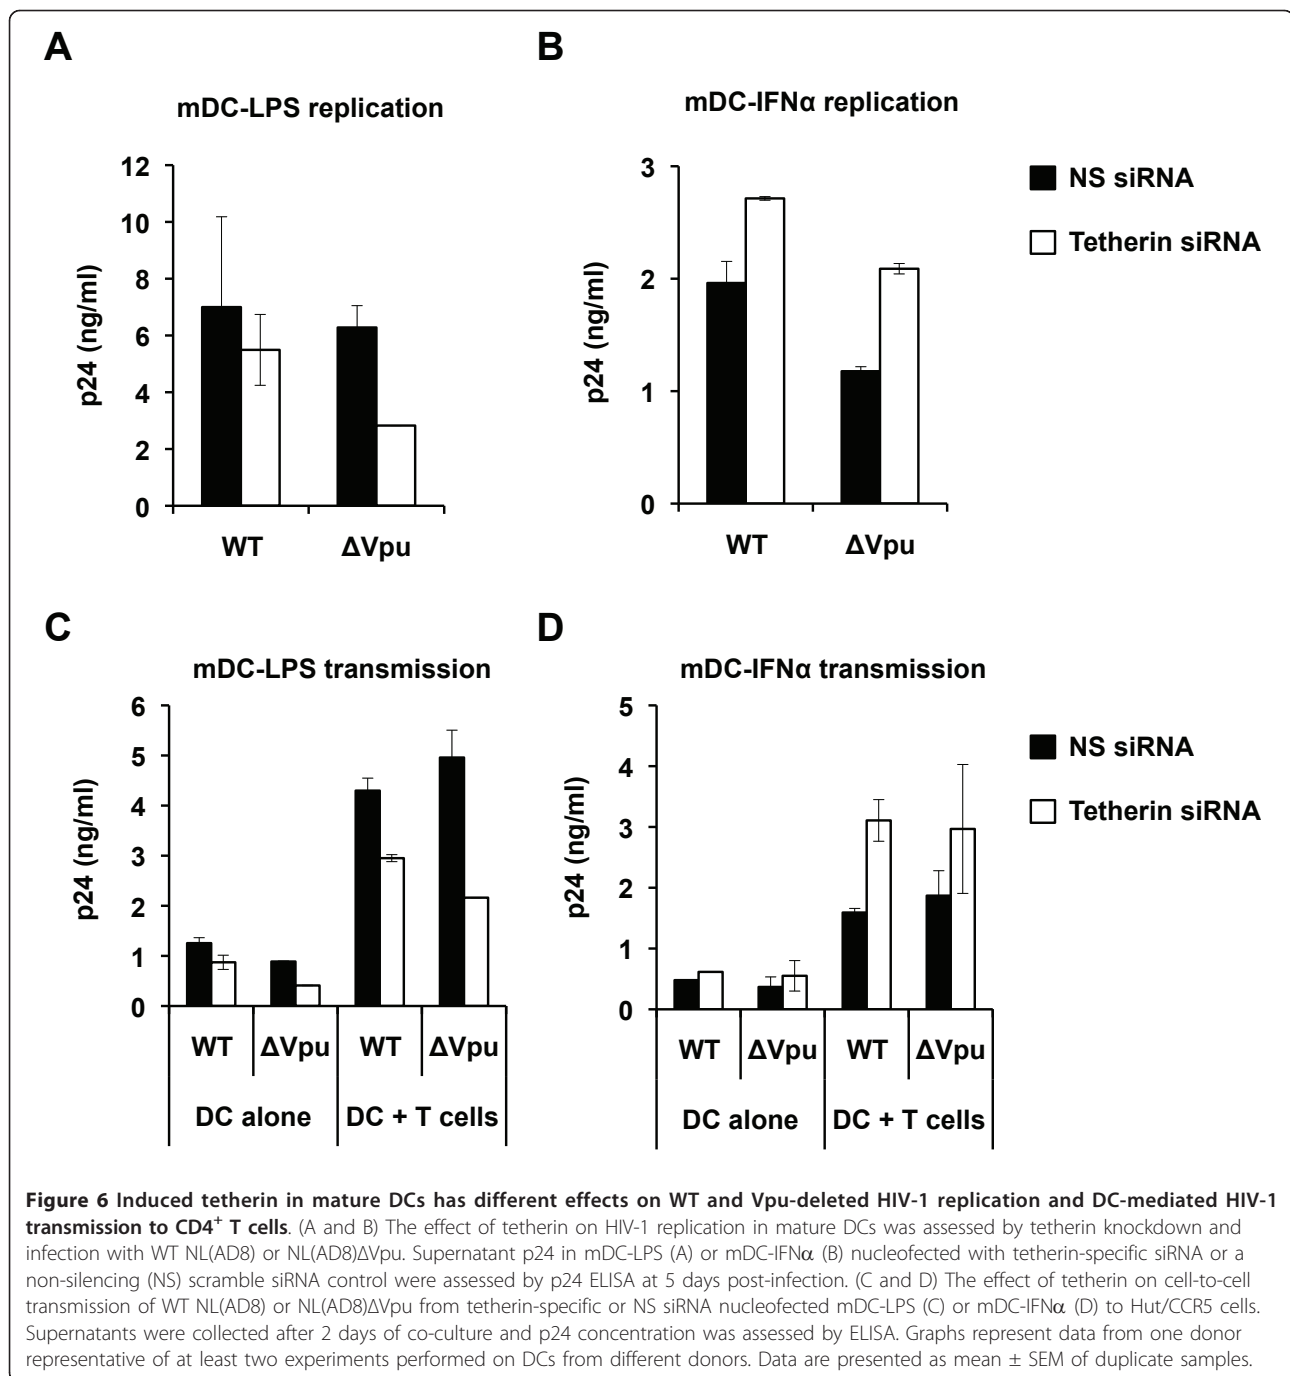 A
mDC-LPS replication
12
10
8
6
4
2
0
p24 (ng/ml)
WT
ΔVpu
B
mDC-IFNα replication
3
2
1
0
p24 (ng/ml)
WT
ΔVpu
NS siRNA
Tetherin siRNA
C
mDC-LPS transmission
6
5
4
3
2
1
0
p24 (ng/ml)
WT ΔVpu WT ΔVpu
DC alone DC + T cells
D
mDC-IFNα transmission
5
4
3
2
1
0
p24 (ng/ml)
WT ΔVpu WT ΔVpu
DC alone DC + T cells
NS siRNA
Tetherin siRNA
Figure 6 Induced tetherin in mature DCs has different effects on WT and Vpu-deleted HIV-1 replication and DC-mediated HIV-1
transmission to CD4⁺ T cells. (A and B) The effect of tetherin on HIV-1 replication in mature DCs was assessed by tetherin knockdown and
infection with WT NL(AD8) or NL(AD8)ΔVpu. Supernatant p24 in mDC-LPS (A) or mDC-IFNα (B) nucleofected with tetherin-specific siRNA or a
non-silencing (NS) scramble siRNA control were assessed by p24 ELISA at 5 days post-infection. (C and D) The effect of tetherin on cell-to-cell
transmission of WT NL(AD8) or NL(AD8)ΔVpu from tetherin-specific or NS siRNA nucleofected mDC-LPS (C) or mDC-IFNα (D) to Hut/CCR5 cells.
Supernatants were collected after 2 days of co-culture and p24 concentration was assessed by ELISA. Graphs represent data from one donor
representative of at least two experiments performed on DCs from different donors. Data are presented as mean ± SEM of duplicate samples.